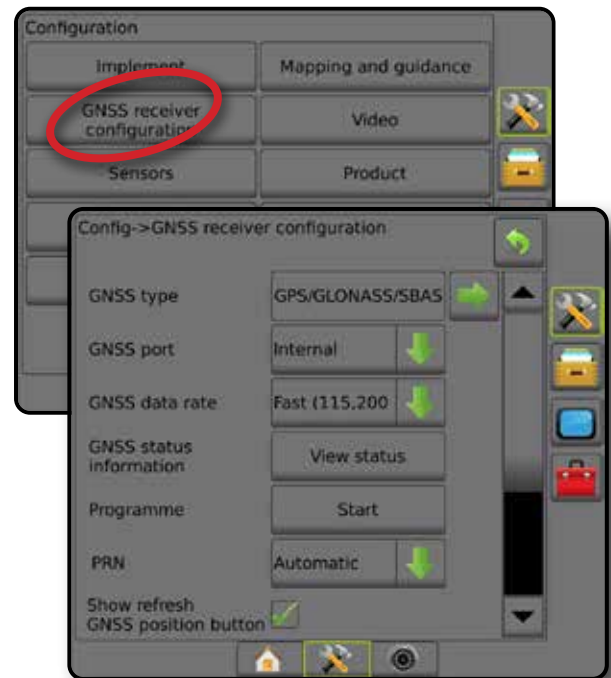 Configuration
Implement
Mapping and guidance
GNSS receiver
configuration
Video
Sensors
Product
Config->GNSS receiver configuration
GNSS type
GPS/GLONASS/SBAS
GNSS port
Internal
GNSS data rate
Fast (115,200
GNSS status
information
View status
Programme
Start
PRN
Automatic
Show refresh
GNSS position button